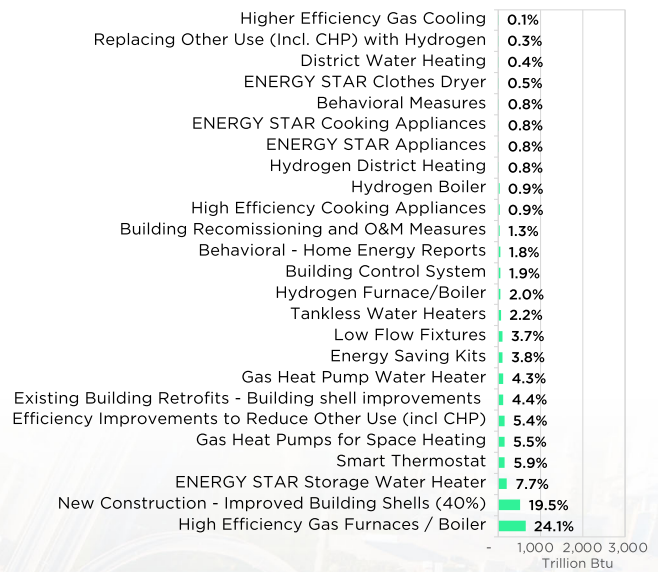 Higher Efficiency Gas Cooling 0.1%
Replacing Other Use (Incl. CHP) with Hydrogen 0.3%
District Water Heating 0.4%
ENERGY STAR Clothes Dryer 0.5%
Behavioral Measures 0.8%
ENERGY STAR Cooking Appliances 0.8%
ENERGY STAR Appliances 0.8%
Hydrogen District Heating 0.8%
Hydrogen Boiler 0.9%
High Efficiency Cooking Appliances 0.9%
Building Recomissioning and O&M Measures 1.3%
Behavioral - Home Energy Reports 1.8%
Building Control System 1.9%
Hydrogen Furnace/Boiler 2.0%
Tankless Water Heaters 2.2%
Low Flow Fixtures 3.7%
Energy Saving Kits 3.8%
Gas Heat Pump Water Heater 4.3%
Existing Building Retrofits - Building shell improvements 4.4%
Efficiency Improvements to Reduce Other Use (incl CHP) 5.4%
Gas Heat Pumps for Space Heating 5.5%
Smart Thermostat 5.9%
ENERGY STAR Storage Water Heater 7.7%
New Construction - Improved Building Shells (40%) 19.5%
High Efficiency Gas Furnaces / Boiler 24.1%
- 1,000 2,000 3,000
Trillion Btu